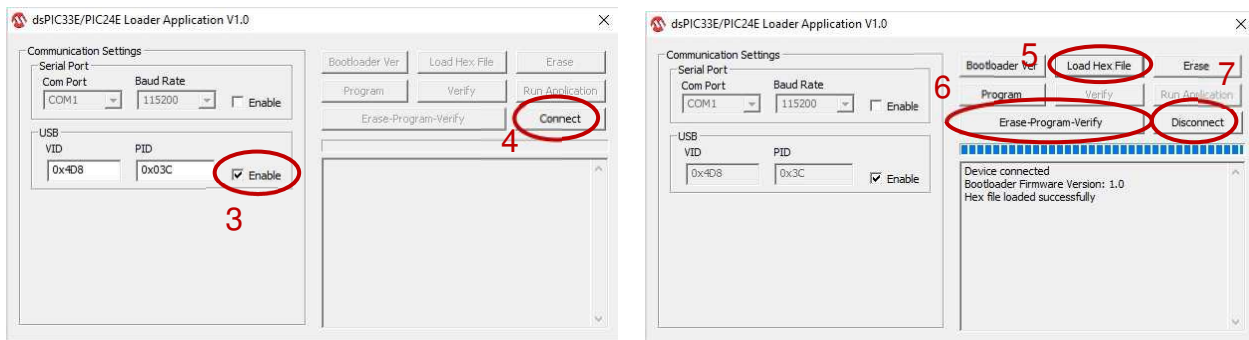 dsPIC33E/PIC24E Loader Application V1.0
Communication Settings
Serial Port
Com Port Baud Rate
COM1 115200 Enable
USB
VID PID
0x4D8 0x03C Enable
3
Bootloader Ver Load Hex File Erase
Program Verify Run Application
Erase-Program-Verify Connect
4
dsPIC33E/PIC24E Loader Application V1.0
Communication Settings
Serial Port
Com Port Baud Rate
COM1 115200 Enable
USB
VID PID
0x4D8 0x3C Enable
5
Bootloader Ver Load Hex File Erase
7
6
Program Verify Run Application
Erase-Program-Verify Disconnect
Device connected
Bootloader Firmware Version: 1.0
Hex file loaded successfully